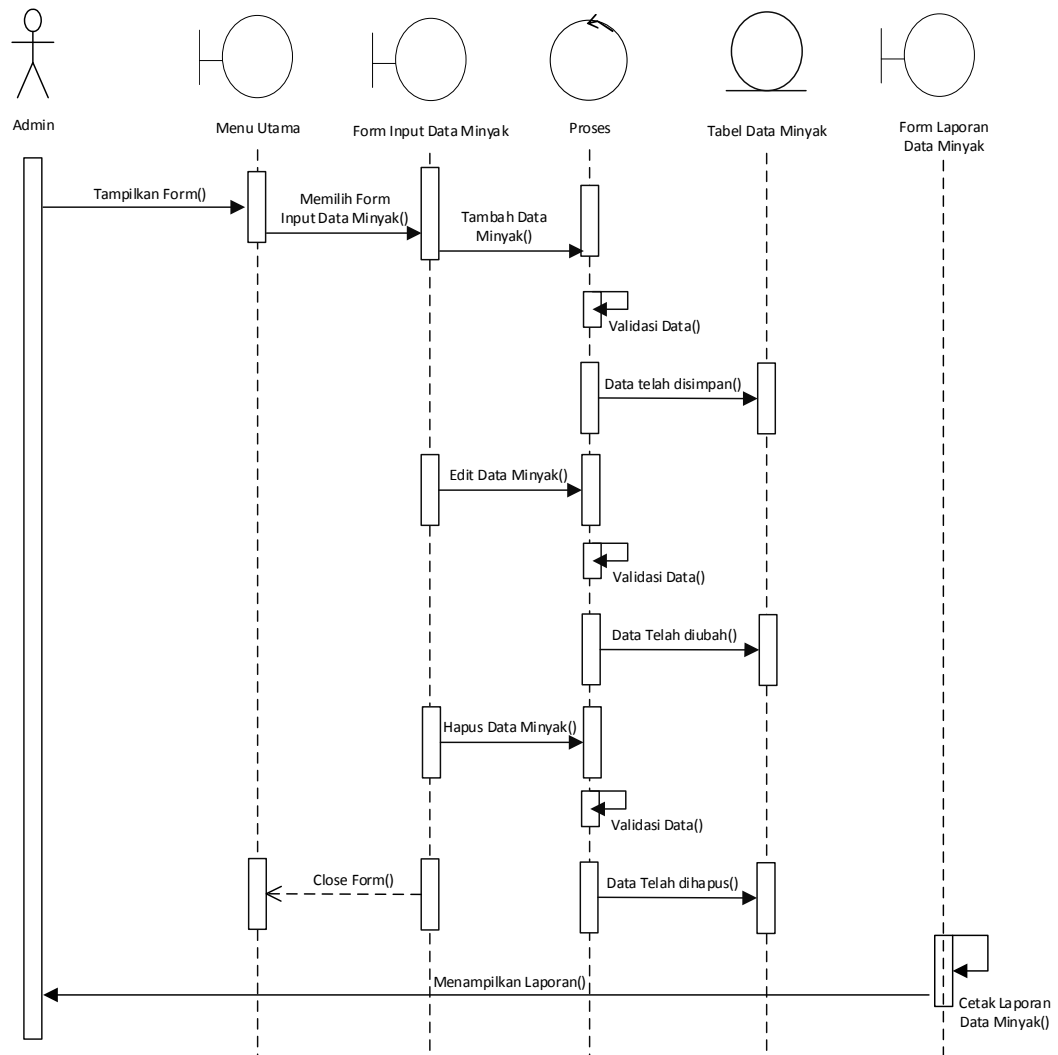 Admin
Menu Utama
Form Input Data Minyak
Proses
Tabel Data Minyak
Form Laporan
Data Minyak
Tampilkan Form()
Memilih Form
Input Data Minyak()
Tambah Data
Minyak()
Validasi Data()
Data telah disimpan()
Edit Data Minyak()
Validasi Data()
Data Telah diubah()
Hapus Data Minyak()
Validasi Data()
Close Form()
Data Telah dihapus()
Menampilkan Laporan()
Cetak Laporan
Data Minyak()